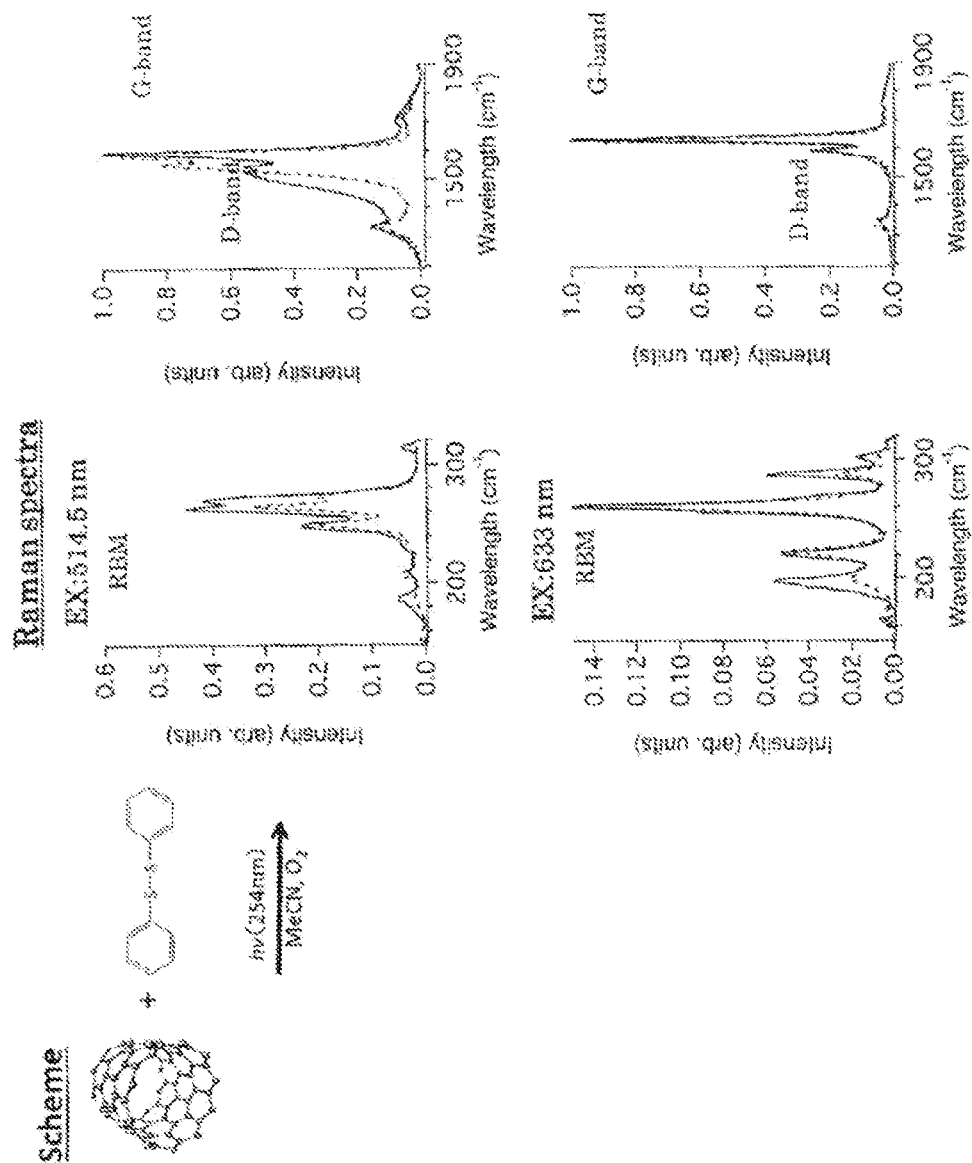 Scheme
+
S
S
hν(254nm)
MeCN, O2
Raman spectra
EX:514.5 nm
RBM
Intensity (arb. units)
0.6
0.5
0.4
0.3
0.2
0.1
0.0
200
300
Wavelength (cm-1)
G-band
D-band
Intensity (arb. units)
1.0
0.8
0.6
0.4
0.2
0.0
1500
1900
Wavelength (cm-1)
EX:633 nm
RBM
Intensity (arb. units)
0.14
0.12
0.10
0.08
0.06
0.04
0.02
0.00
200
300
Wavelength (cm-1)
G-band
D-band
Intensity (arb. units)
1.0
0.8
0.6
0.4
0.2
0.0
1500
1900
Wavelength (cm-1)